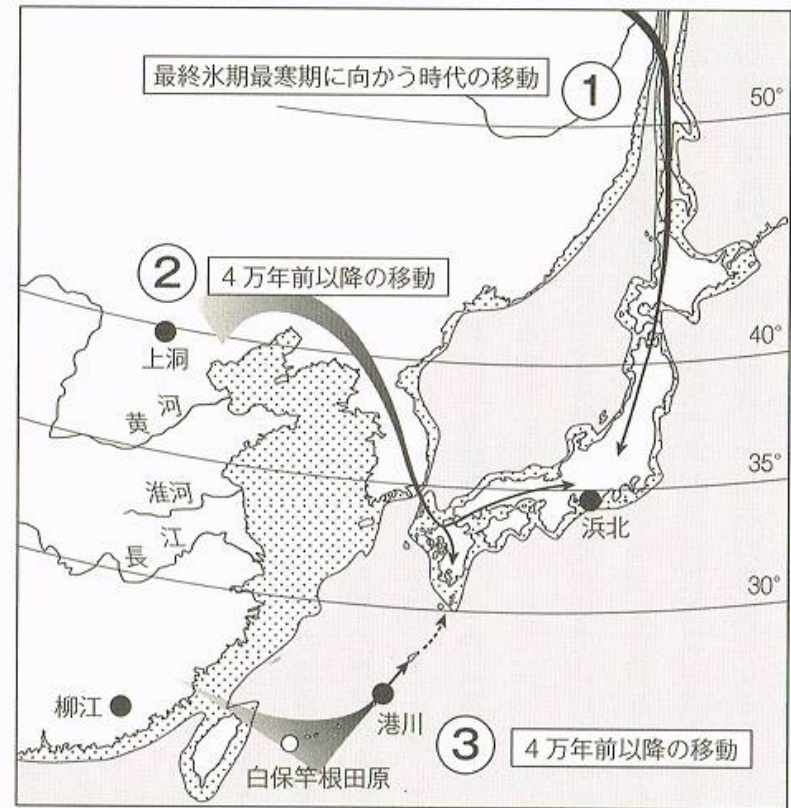 最終氷期最寒期に向かう時代の移動
①
50°
②
4万年前以降の移動
40°
上洞
黄河
35°
淮河
浜北
長江
30°
柳江
港川
③
4万年前以降の移動
白保竿根田原